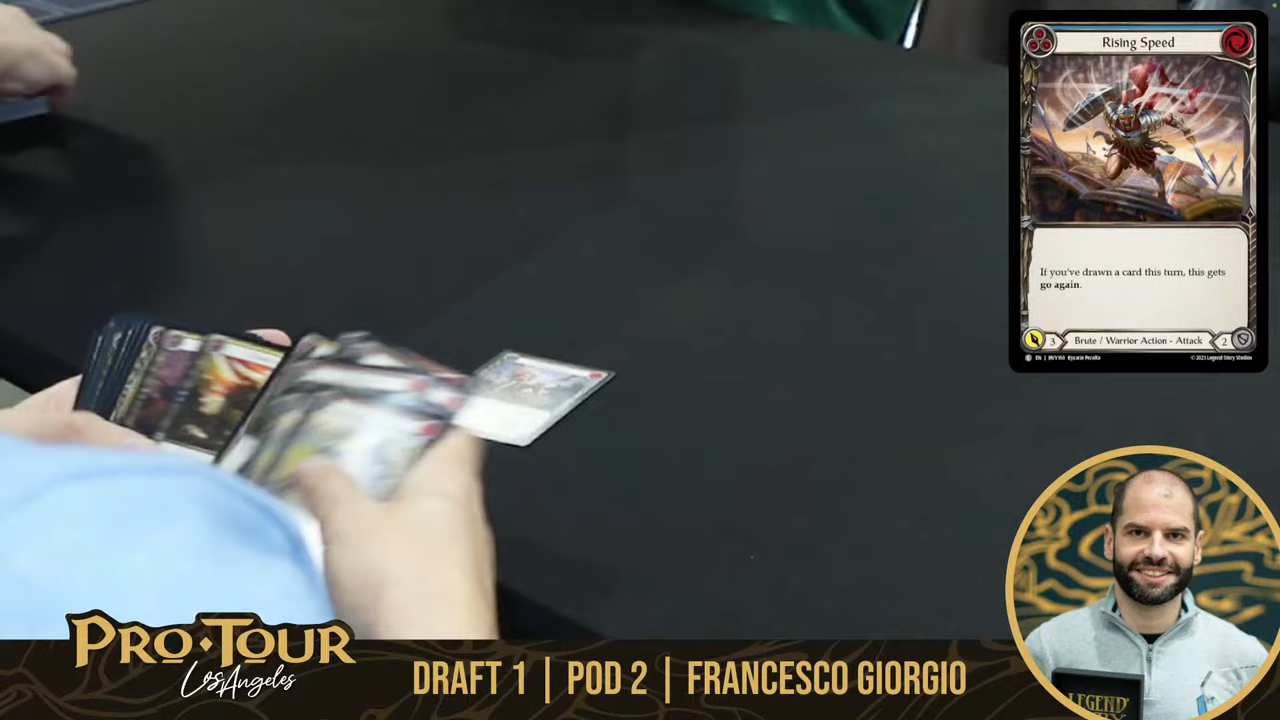 Rising Speed
If you've drawn a card this turn, this gets
go again.
3
Brute / Warrior Action - Attack
2
PRO TOUR
Los Angeles
DRAFT 1 | POD 2 | FRANCESCO GIORGIO
LEGEND